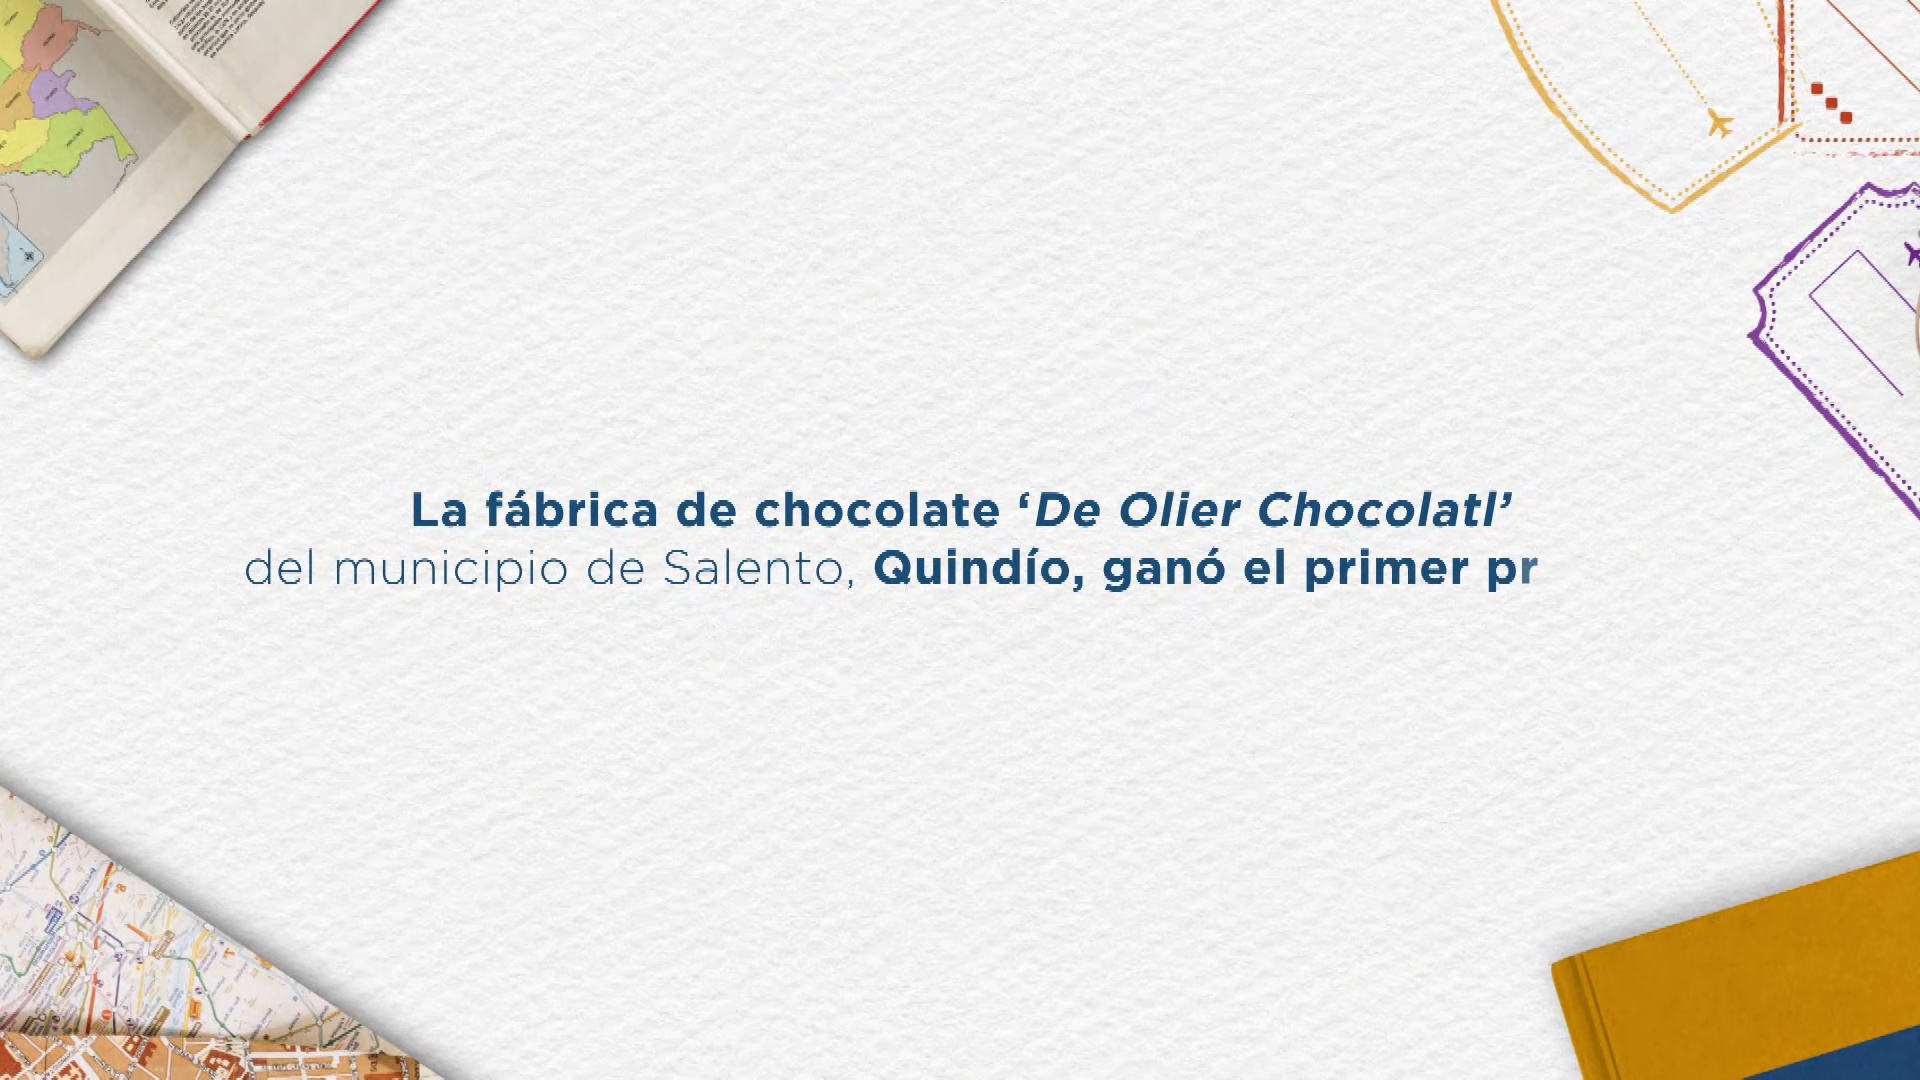 La fábrica de chocolate ‘De Olier Chocolatl’
del municipio de Salento, Quindío, ganó el primer pr